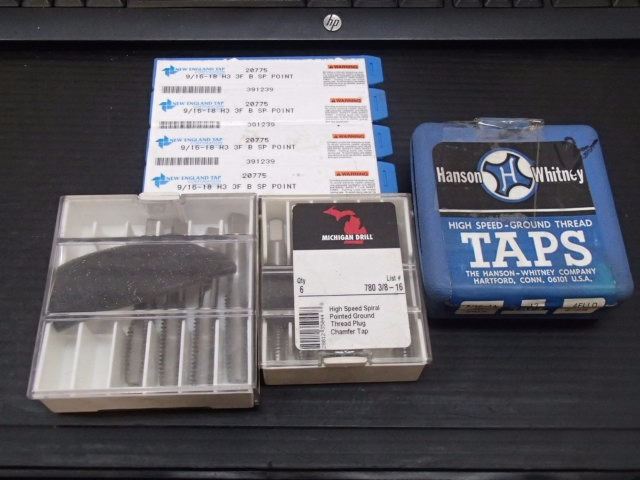 hp
NEW ENGLAND TAP 20775
9/16-18 H3 3F B SP POINT
391239
WARNING
NEW ENGLAND TAP 20775
9/16-18 H3 3F B SP POINT
391239
WARNING
NEW ENGLAND TAP 20775
9/16-18 H3 3F B SP POINT
391239
WARNING
NEW ENGLAND TAP 20775
9/16-18 H3 3F B SP POINT
WARNING
Hanson H Whitney
HIGH SPEED-GROUND THREAD
TAPS
THE HANSON-WHITNEY COMPANY
HARTFORD, CONN. 06101 U.S.A.
MICHIGAN DRILL
Qty List #
6 780 3/8-16
High Speed Spiral
Pointed Ground
Thread Plug
Chamfer Tap